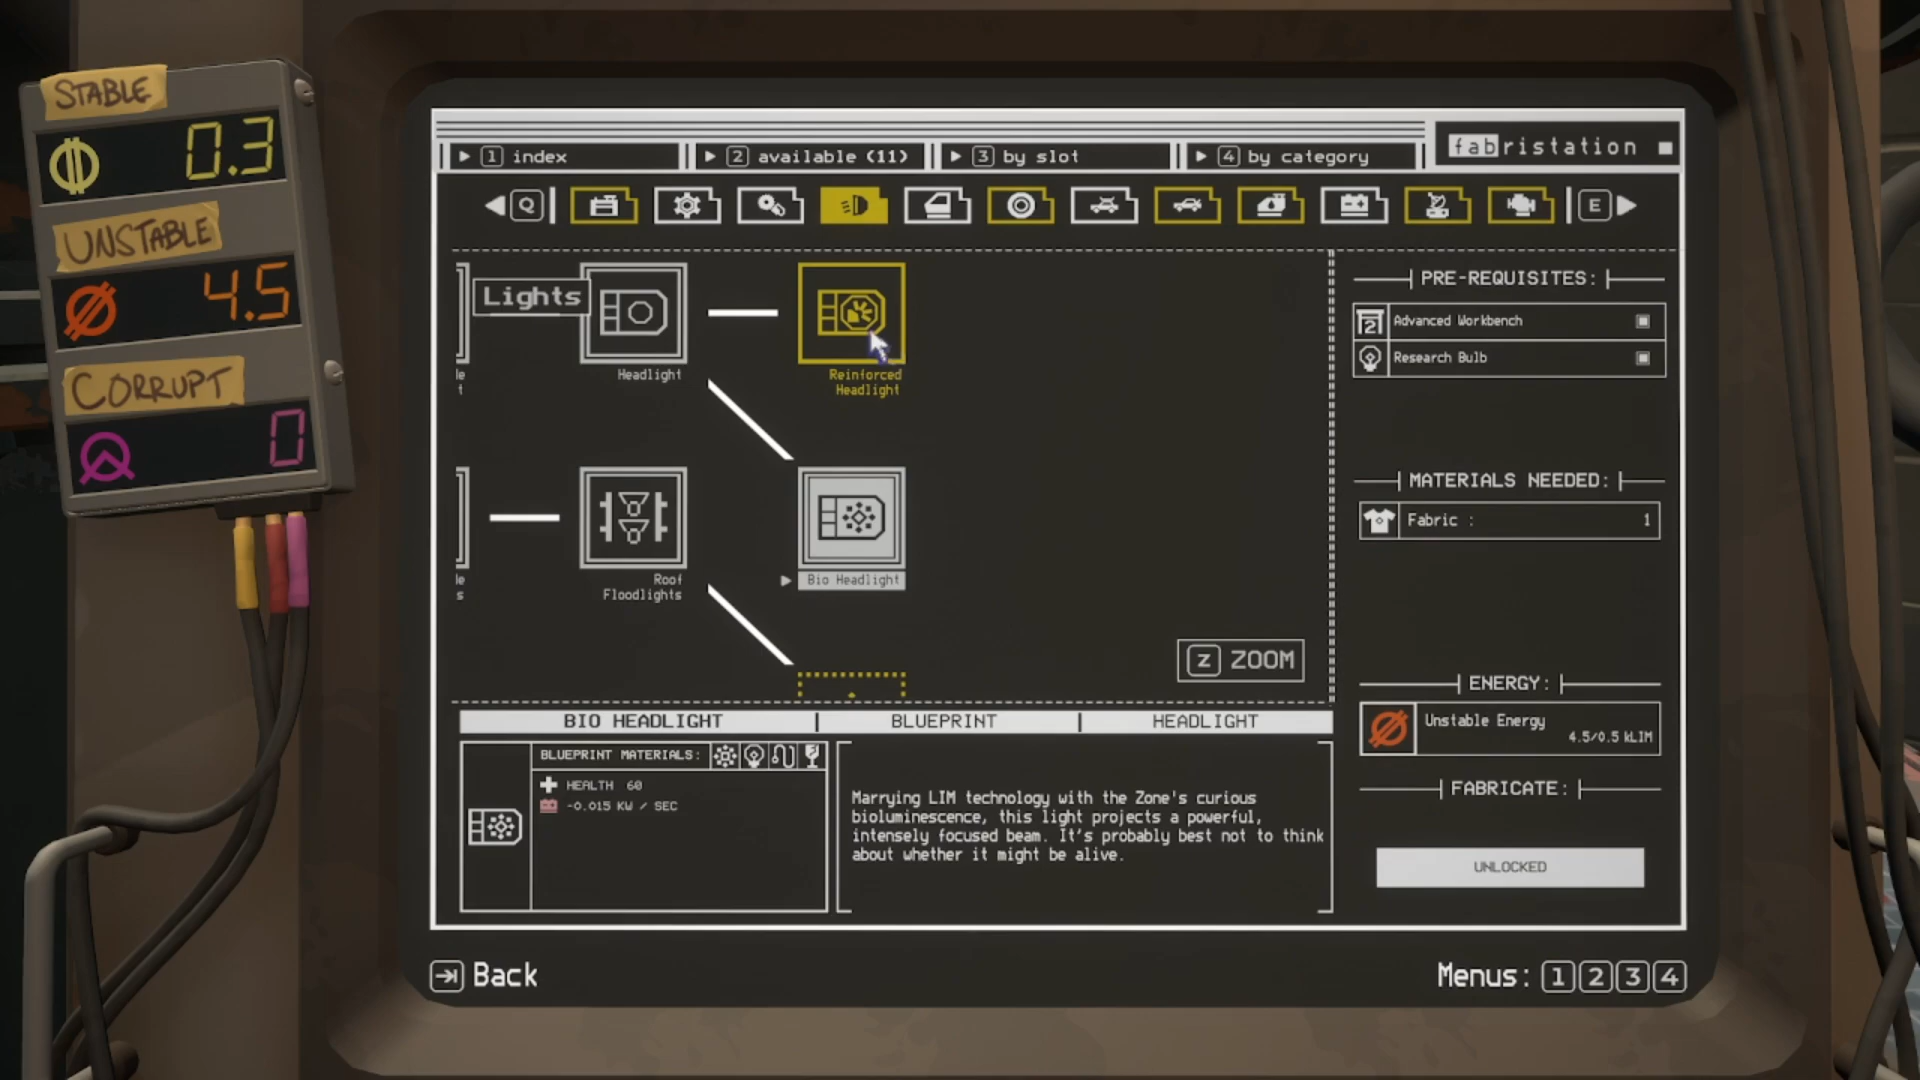 STABLE
0.3
UNSTABLE
4.5
CORRUPT
0
1 index
2 available (11)
3 by slot
4 by category
fabristation
Q
E
Lights
Headlight
Reinforced
Headlight
le
t
Roof
Floodlights
le
s
Bio Headlight
Z ZOOM
PRE-REQUISITES:
2 Advanced Workbench
Research Bulb
MATERIALS NEEDED:
Fabric : 1
ENERGY:
Unstable Energy
4.5/0.5 kLIM
FABRICATE:
UNLOCKED
BIO HEADLIGHT
BLUEPRINT
HEADLIGHT
BLUEPRINT MATERIALS:
HEALTH 60
-0.015 KW / SEC
Marrying LIM technology with the Zone's curious
bioluminescence, this light projects a powerful,
intensely focused beam. It's probably best not to think
about whether it might be alive.
Back
Menus: 1 2 3 4